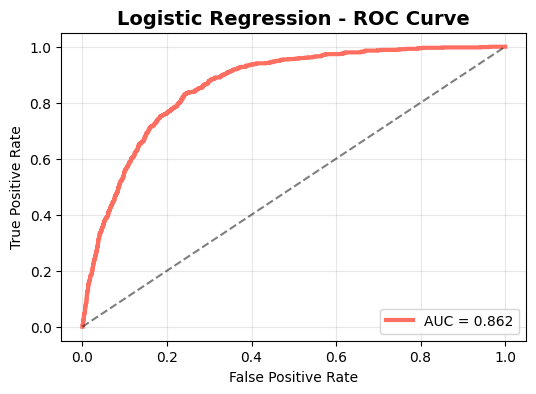 Logistic Regression - ROC Curve
True Positive Rate
1.0
0.8
0.6
0.4
0.2
0.0
AUC = 0.862
0.0 0.2 0.4 0.6 0.8 1.0
False Positive Rate